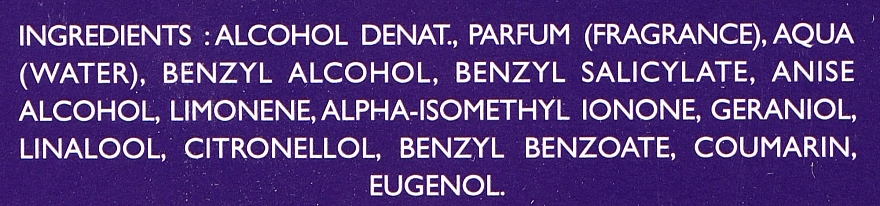 INGREDIENTS : ALCOHOL DENAT., PARFUM (FRAGRANCE), AQUA
(WATER), BENZYL ALCOHOL, BENZYL SALICYLATE, ANISE
ALCOHOL, LIMONENE, ALPHA-ISOMETHYL IONONE, GERANIOL,
LINALOOL, CITRONELLOL, BENZYL BENZOATE, COUMARIN,
EUGENOL.